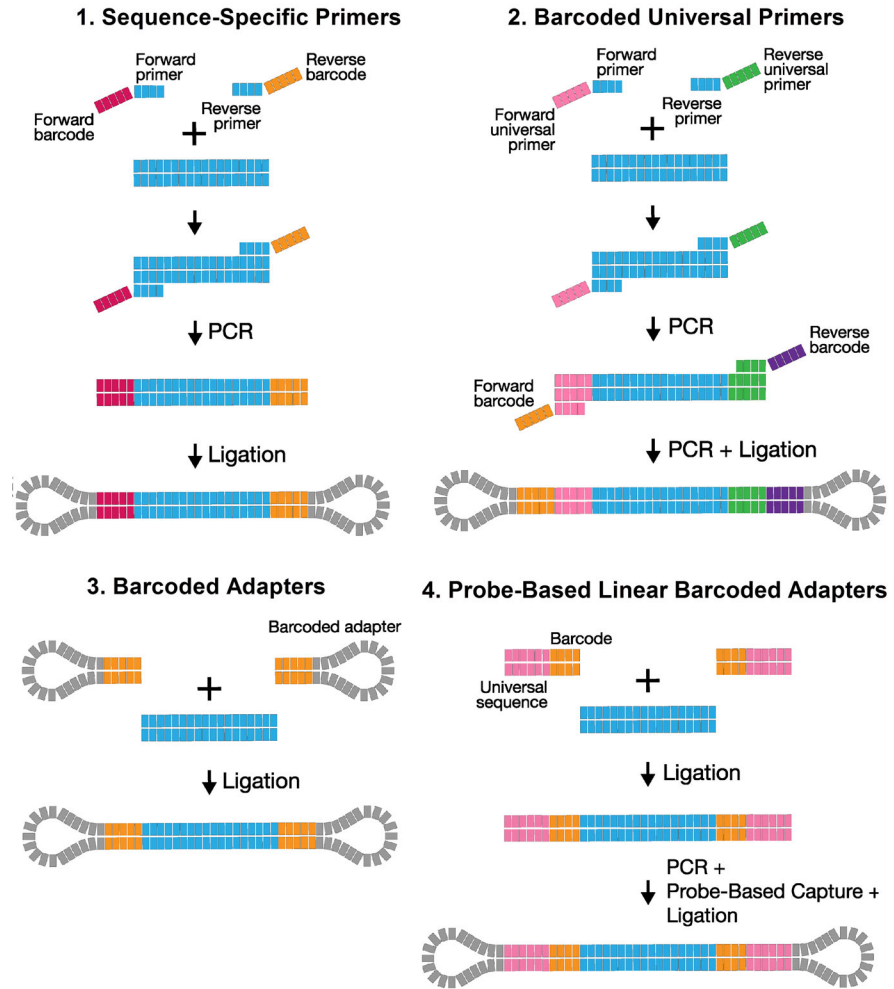 1. Sequence-Specific Primers
Forward
primer
Reverse
barcode
Forward
barcode
Reverse
primer
+
PCR
Ligation
2. Barcoded Universal Primers
Forward
primer
Reverse
universal
primer
Forward
universal
primer
Reverse
primer
+
PCR
Reverse
barcode
Forward
barcode
PCR + Ligation
3. Barcoded Adapters
Barcoded adapter
+
Ligation
4. Probe-Based Linear Barcoded Adapters
Barcode
Universal
sequence
+
Ligation
PCR +
Probe-Based Capture +
Ligation